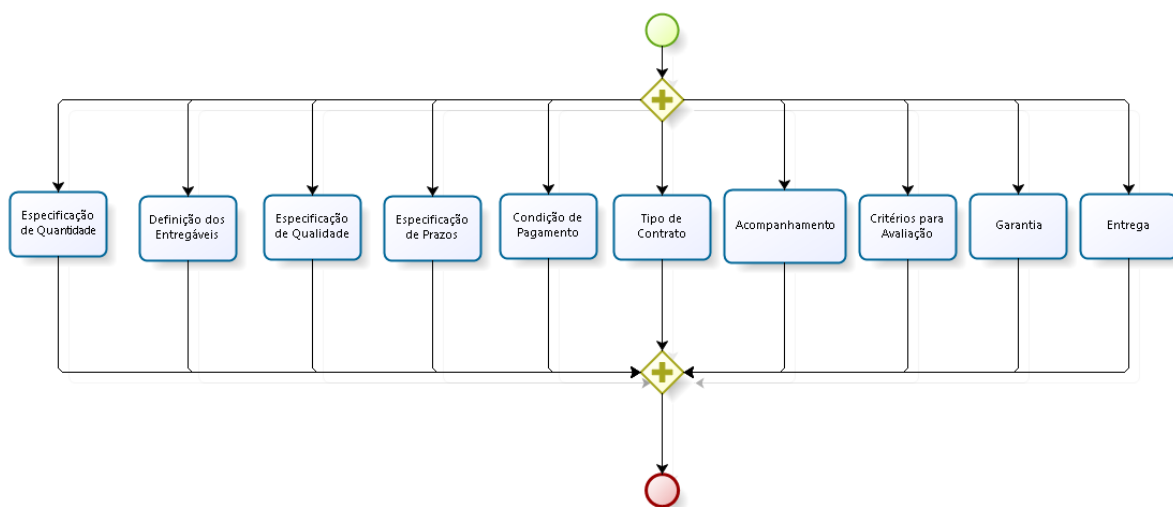 Especificação
de Quantidade
Definição dos
Entregáveis
Especificação
de Qualidade
Especificação
de Prazos
Condição de
Pagamento
Tipo de
Contrato
Acompanhamento
Critérios para
Avaliação
Garantia
Entrega